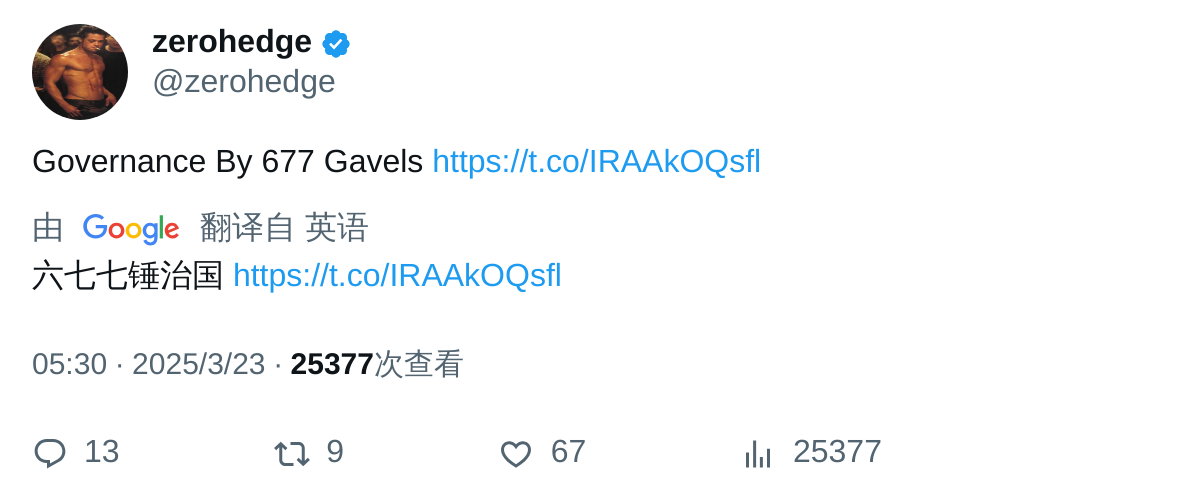 zerohedge
@zerohedge
Governance By 677 Gavels https://t.co/IRAAkOQsfl
由 Google 翻译自 英语
六七七锤治国 https://t.co/IRAAkOQsfl
05:30 · 2025/3/23 · 25377次查看
13 9 67 25377